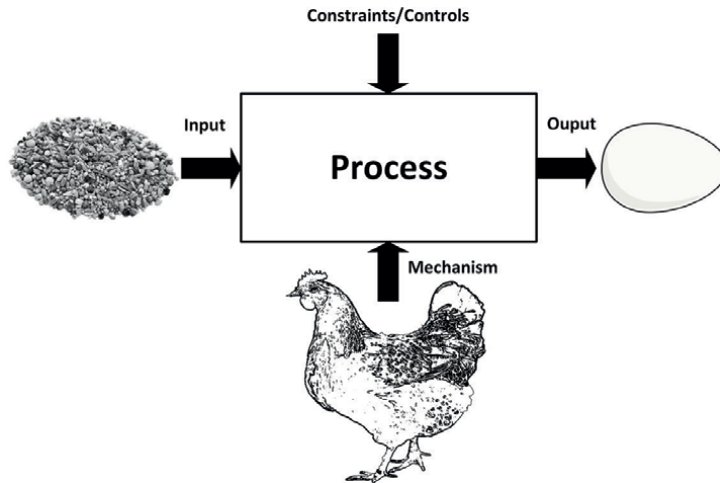 Constraints/Controls
Input
Ouput
Process
Mechanism